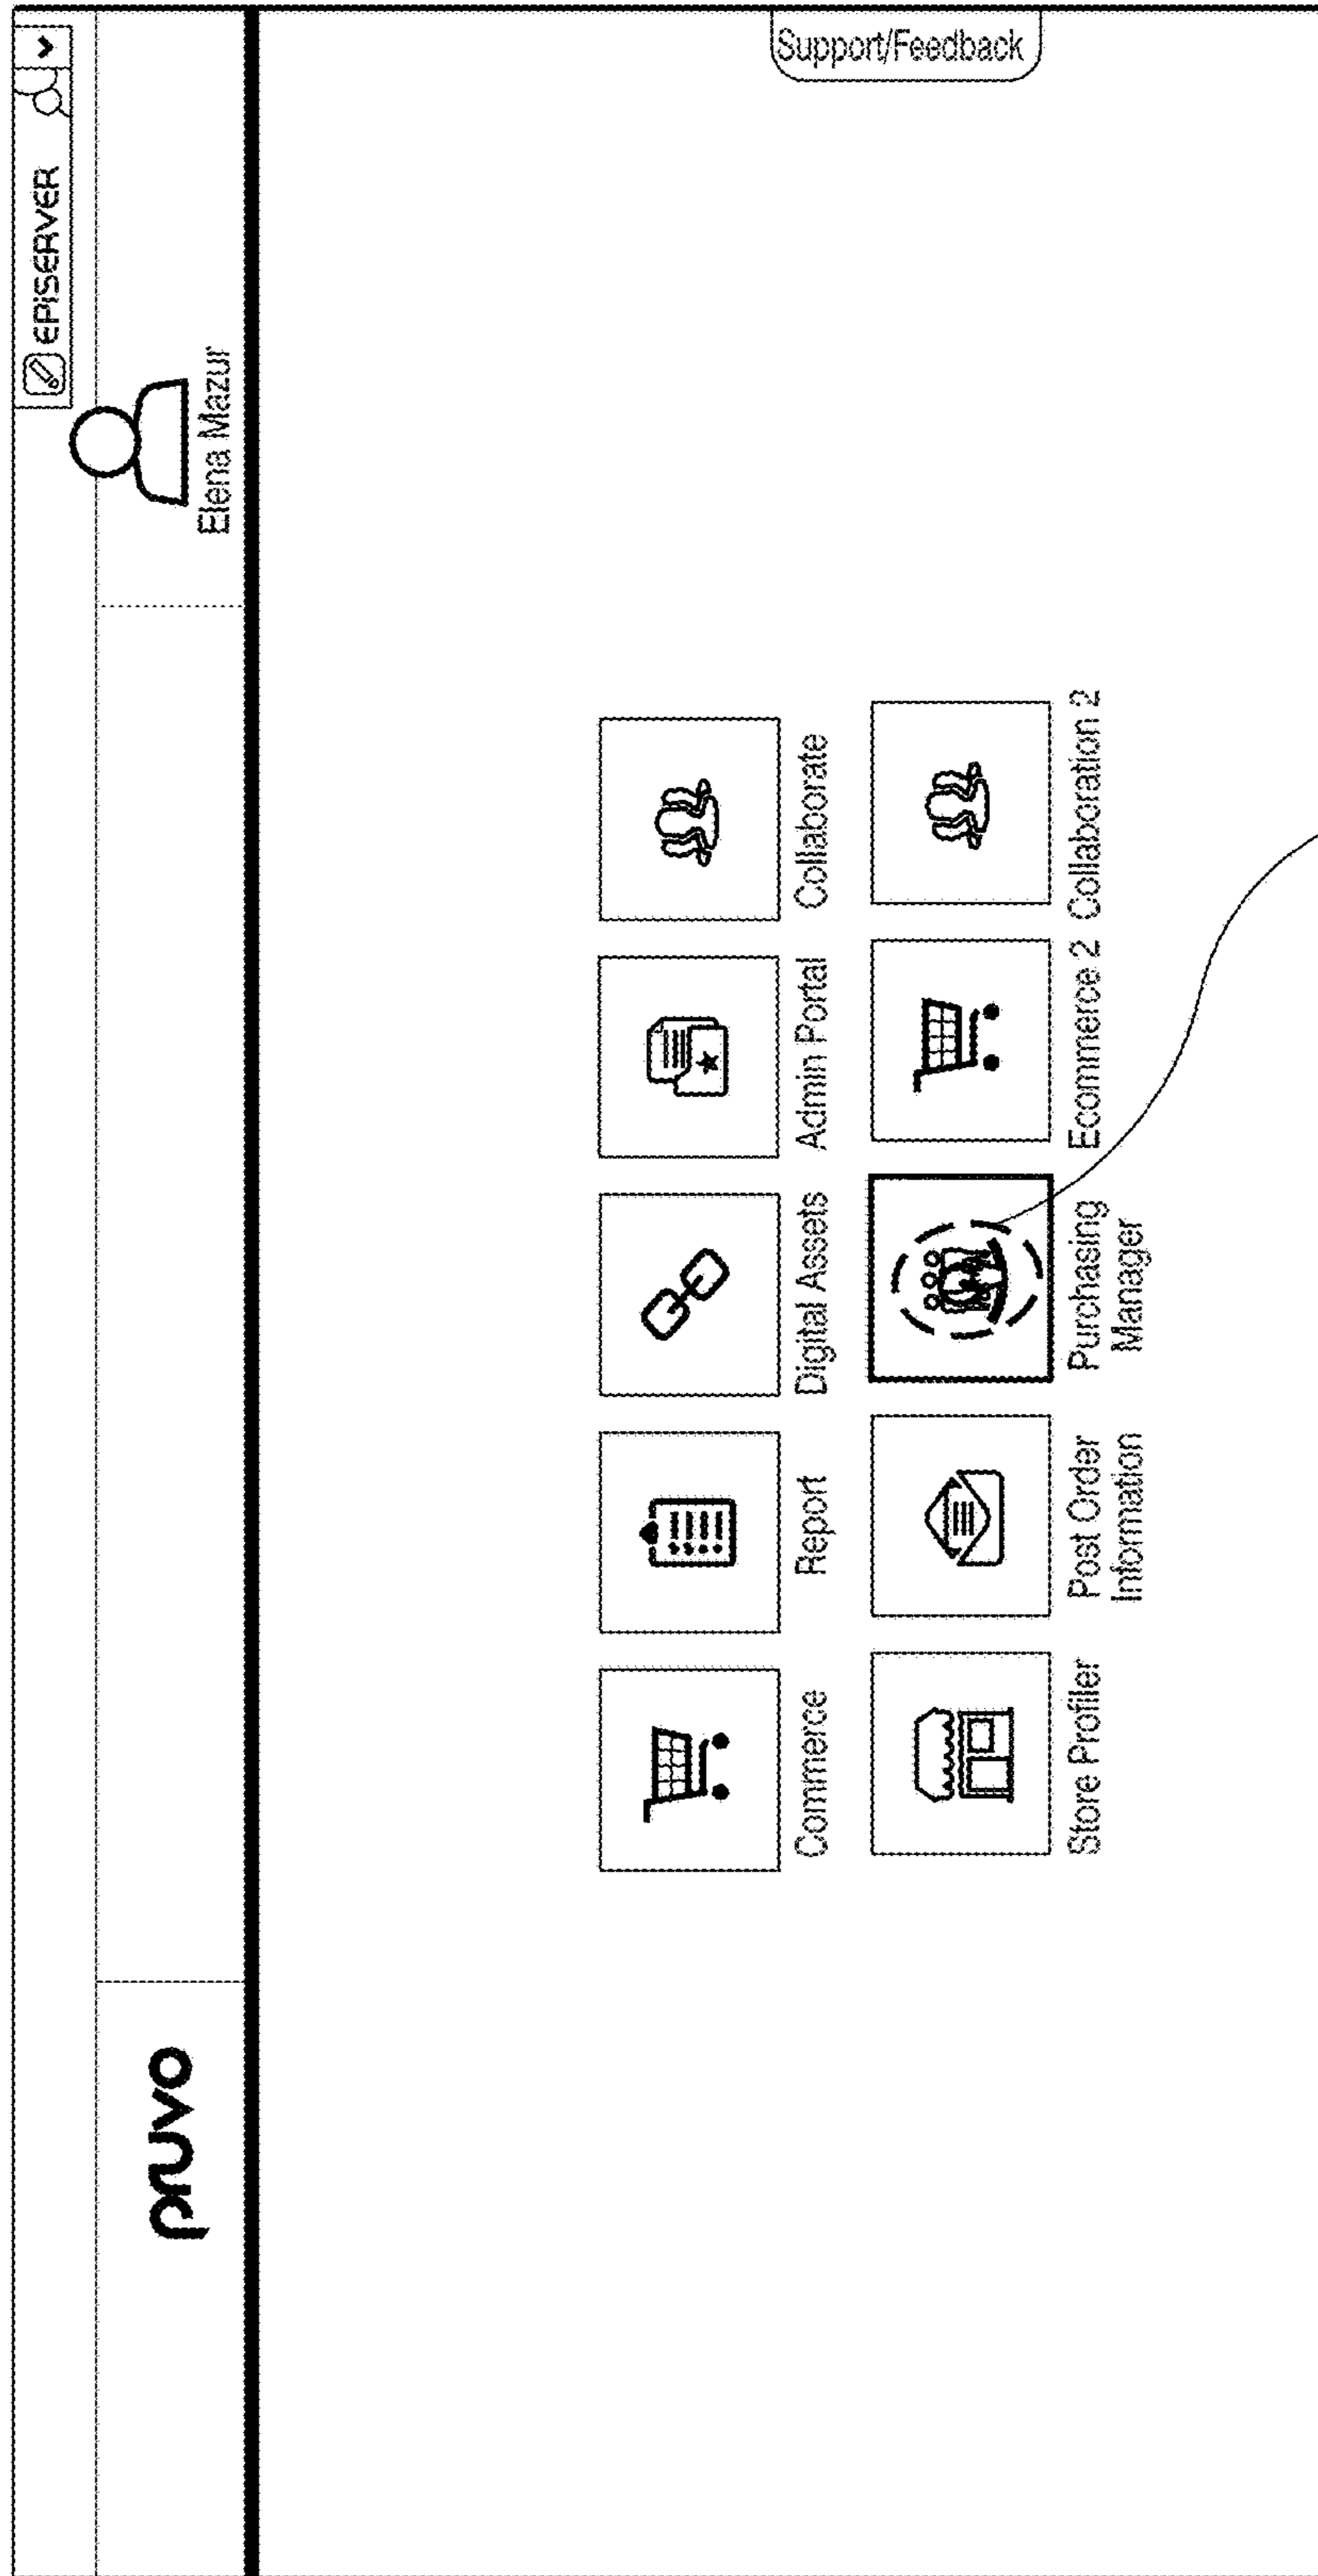 EPiSERVER
pruvo
Elena Mazur
Support/Feedback
Commerce
Report
Digital Assets
Admin Portal
Collaborate
Store Profiler
Post Order
Information
Purchasing
Manager
Ecommerce 2
Collaboration 2